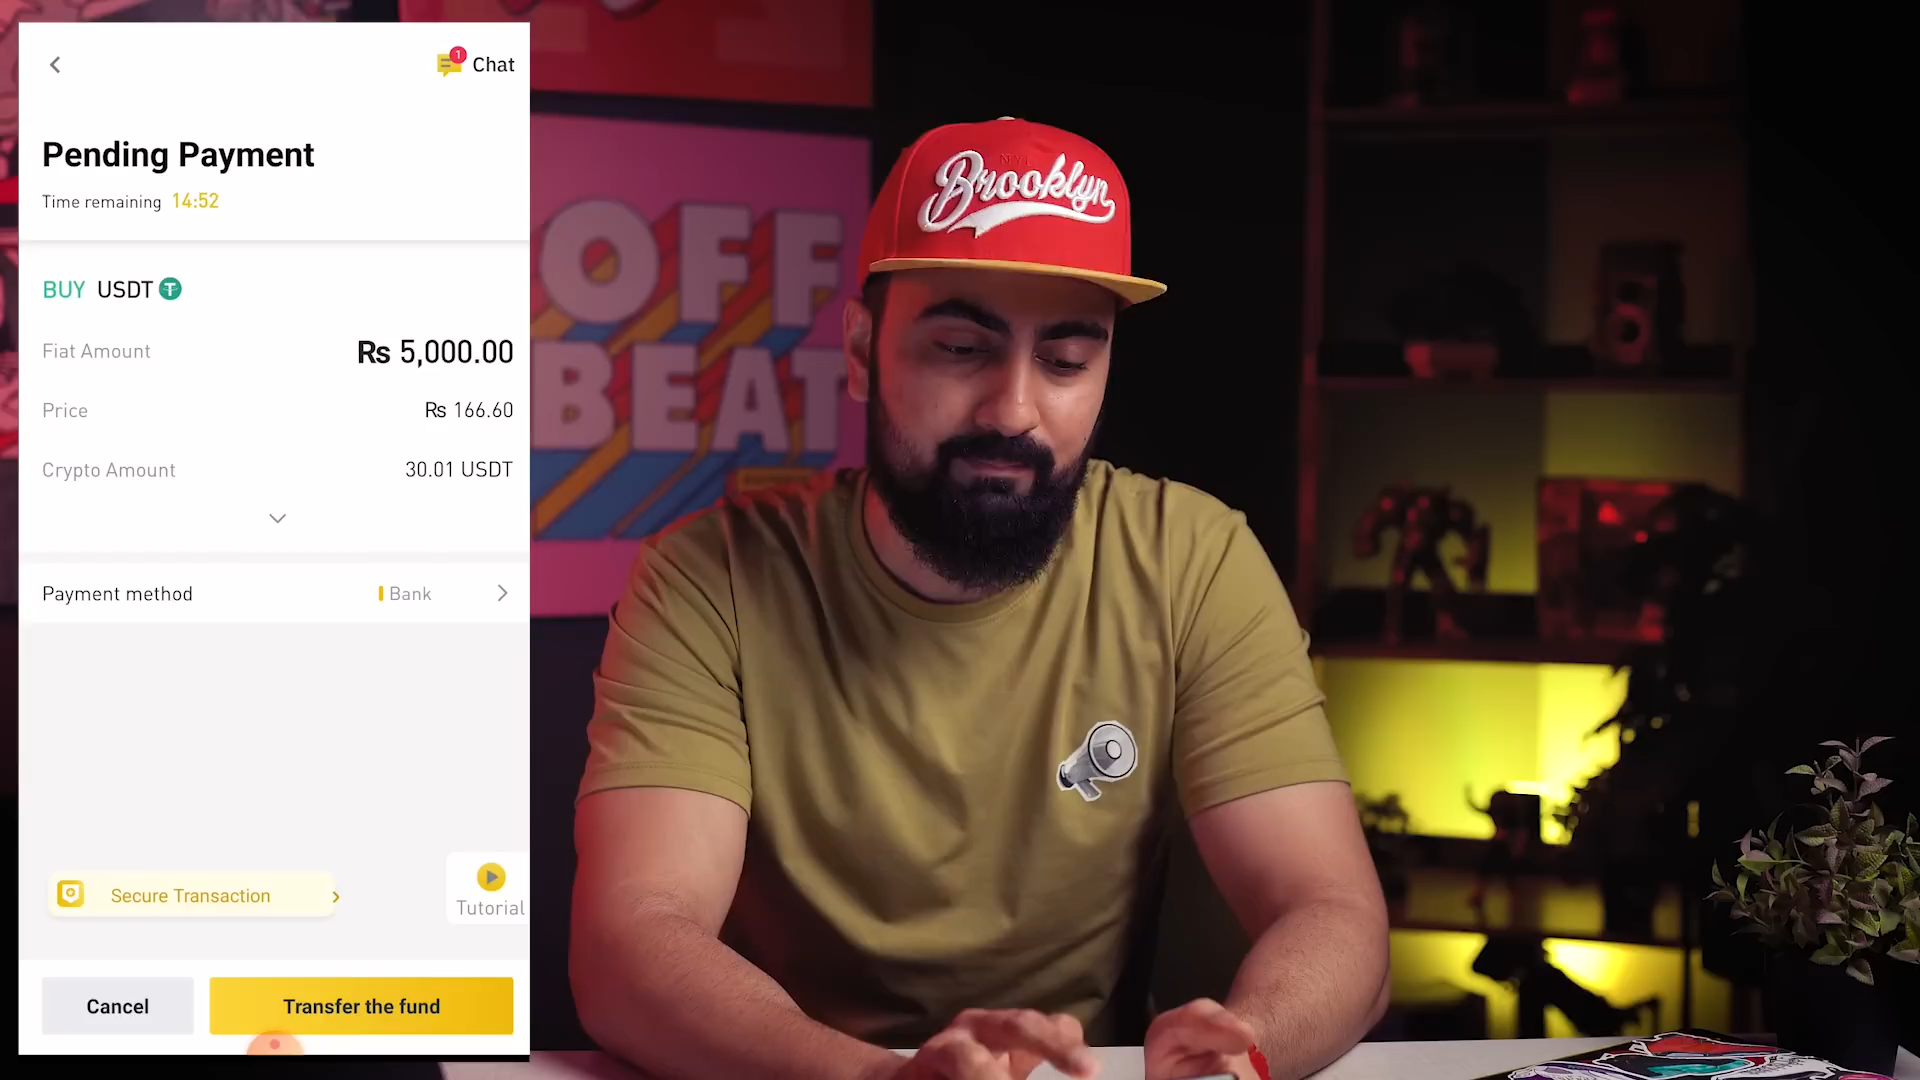 Chat
1
Pending Payment
Time remaining 14:52
BUY USDT
Fiat Amount Rs 5,000.00
Price Rs 166.60
Crypto Amount 30.01 USDT
Payment method Bank
Secure Transaction
Tutorial
Cancel Transfer the fund
OFF
BEAT
Brooklyn